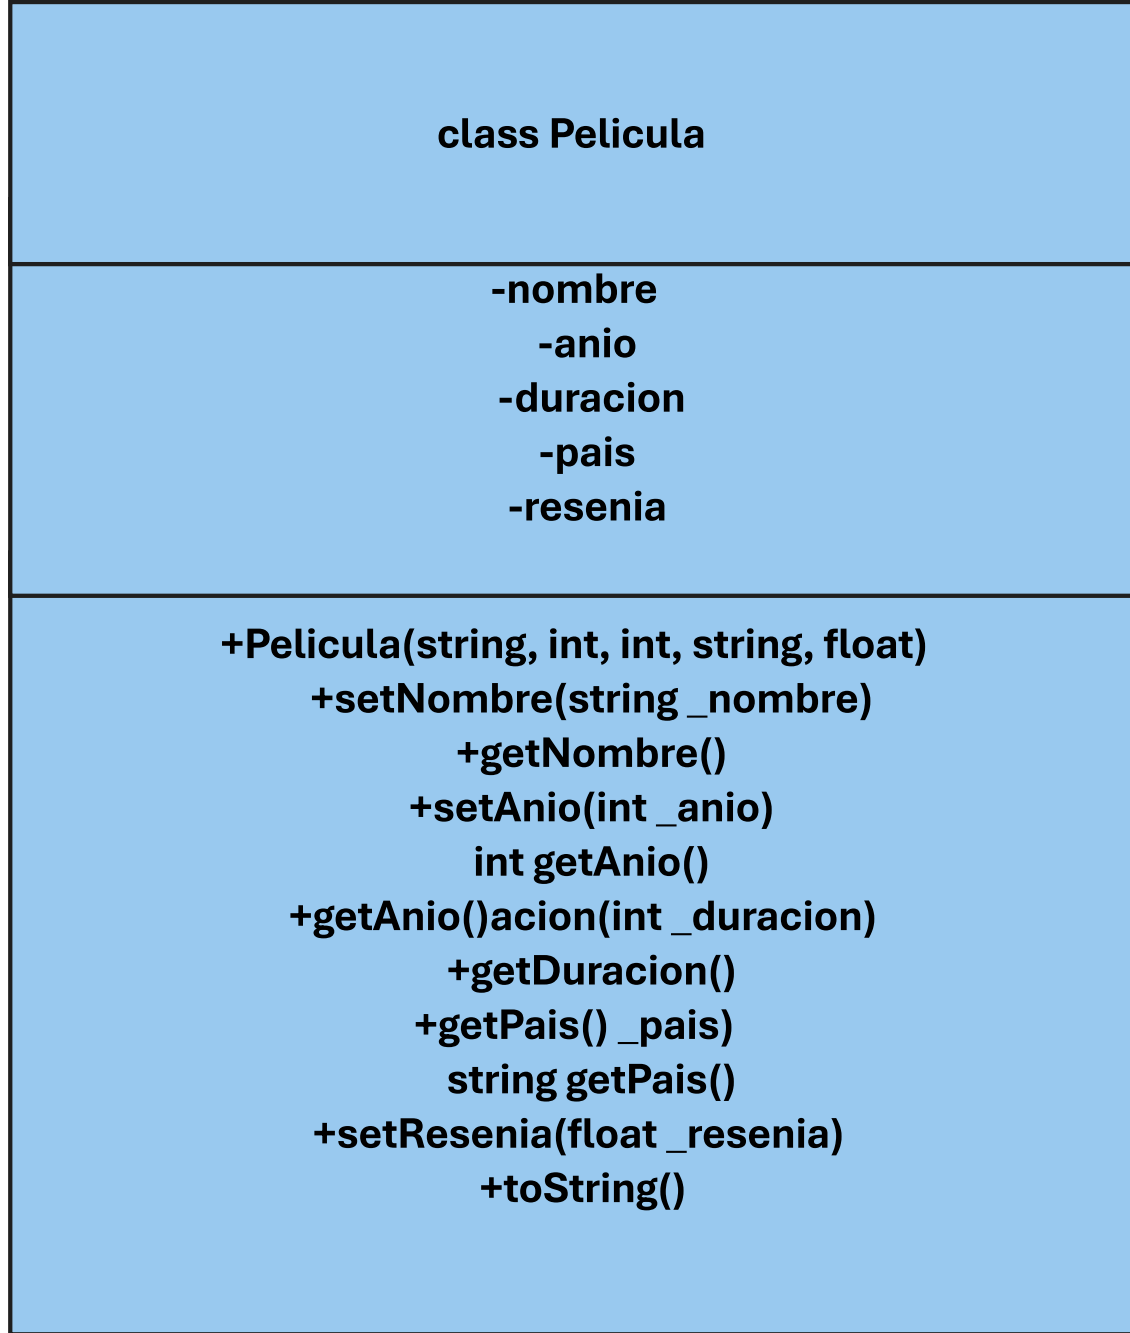 class Pelicula
-nombre
-anio
-duracion
-pais
-resenia
+Pelicula(string, int, int, string, float)
+setNombre(string _nombre)
+getNombre()
+setAnio(int _anio)
int getAnio()
+getAnio()acion(int _duracion)
+getDuracion()
+getPais() _pais)
string getPais()
+setResenia(float _resenia)
+toString()